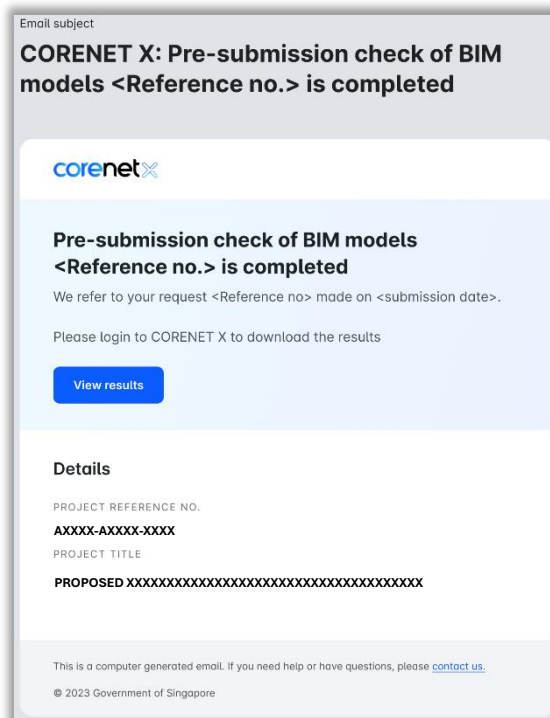 Email subject
CORENET X: Pre-submission check of BIM
models <Reference no.> is completed
corenet X
Pre-submission check of BIM models
<Reference no.> is completed
We refer to your request <Reference no> made on <submission date>.
Please login to CORENET X to download the results
View results
Details
PROJECT REFERENCE NO.
AXXXX-AXXXX-XXXX
PROJECT TITLE
PROPOSED XXXXXXXXXXXXXXXXXXXXXXXXXXXXXXXXXXXXX
This is a computer generated email. If you need help or have questions, please contact us.
© 2023 Government of Singapore